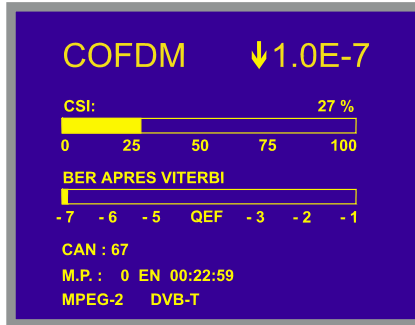 COFDM ↓1.0E-7
CSI: 27 %
0 25 50 75 100
BER APRES VITERBI
- 7 - 6 - 5 QEF - 3 - 2 - 1
CAN : 67
M.P. : 0 EN 00:22:59
MPEG-2 DVB-T